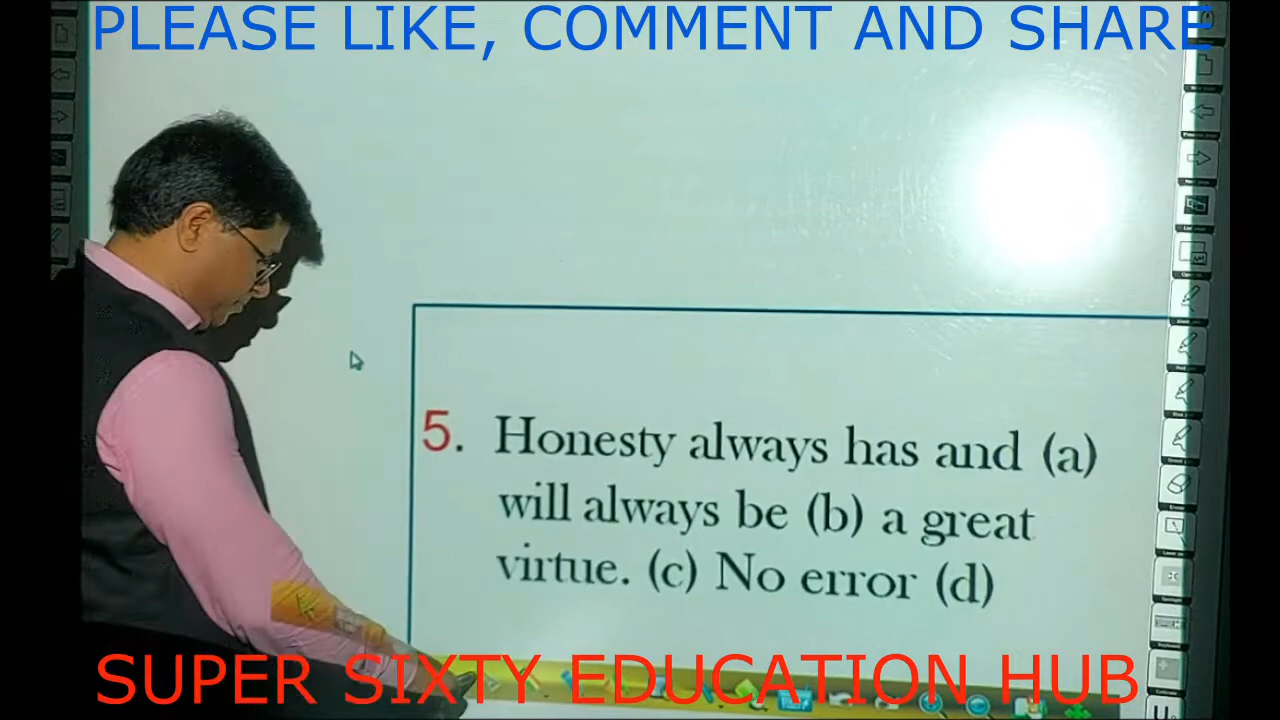 PLEASE LIKE, COMMENT AND SHARE
5. Honesty always has and (a)
will always be (b) a great
virtue. (c) No error (d)
SUPER SIXTY EDUCATION HUB